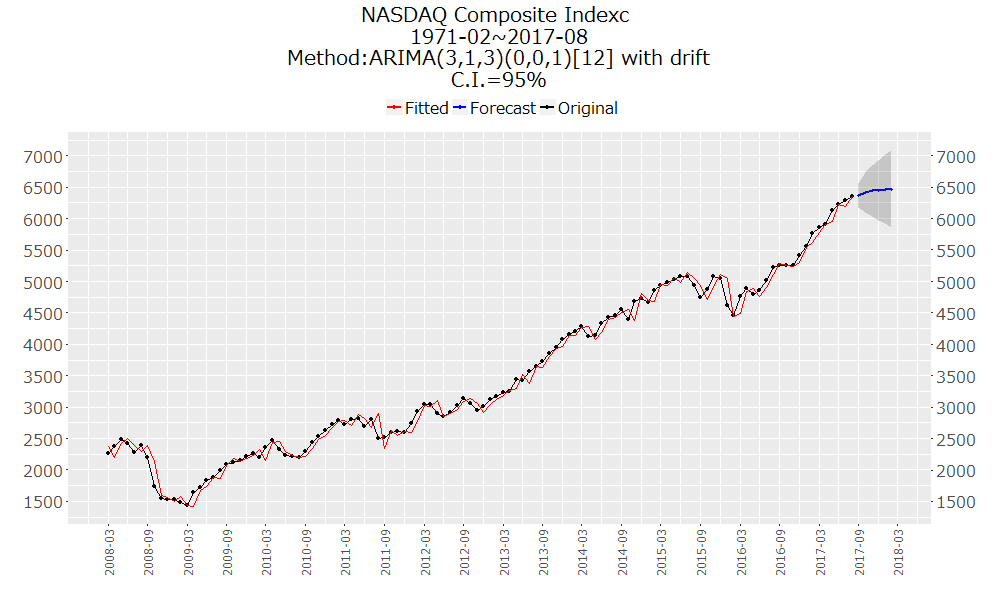 NASDAQ Composite Indexc
1971-02~2017-08
Method:ARIMA(3,1,3)(0,0,1)[12] with drift
C.I.=95%
Fitted Forecast Original
7000 7000
6500 6500
6000 6000
5500 5500
5000 5000
4500 4500
4000 4000
3500 3500
3000 3000
2500 2500
2000 2000
1500 1500
2008-03 2008-09 2009-03 2009-09 2010-03 2010-09 2011-03 2011-09 2012-03 2012-09 2013-03 2013-09 2014-03 2014-09 2015-03 2015-09 2016-03 2016-09 2017-03 2017-09 2018-03